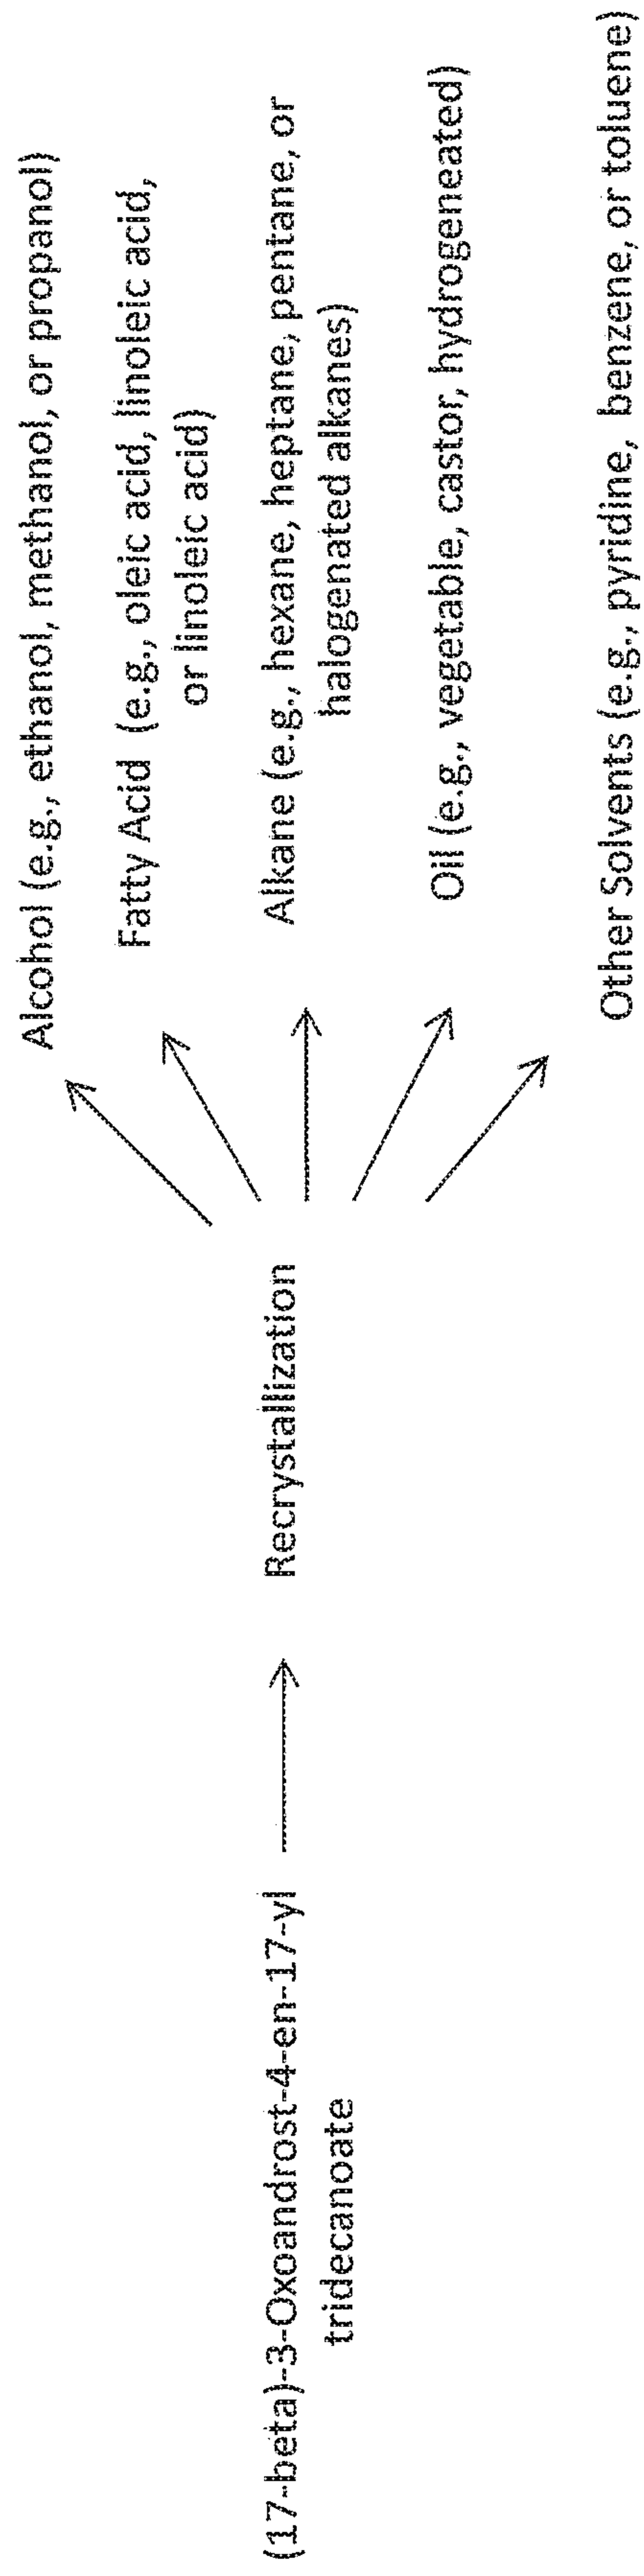 (17-beta)-3-Oxoandrost-4-en-17-yl
tridecanoate
Recrystallization
Alcohol (e.g., ethanol, methanol, or propanol)
Fatty Acid (e.g., oleic acid, linoleic acid,
or linoleic acid)
Alkane (e.g., hexane, heptane, pentane, or
halogenated alkanes)
Oil (e.g., vegetable, castor, hydrogeneated)
Other Solvents (e.g., pyridine, benzene, or toluene)